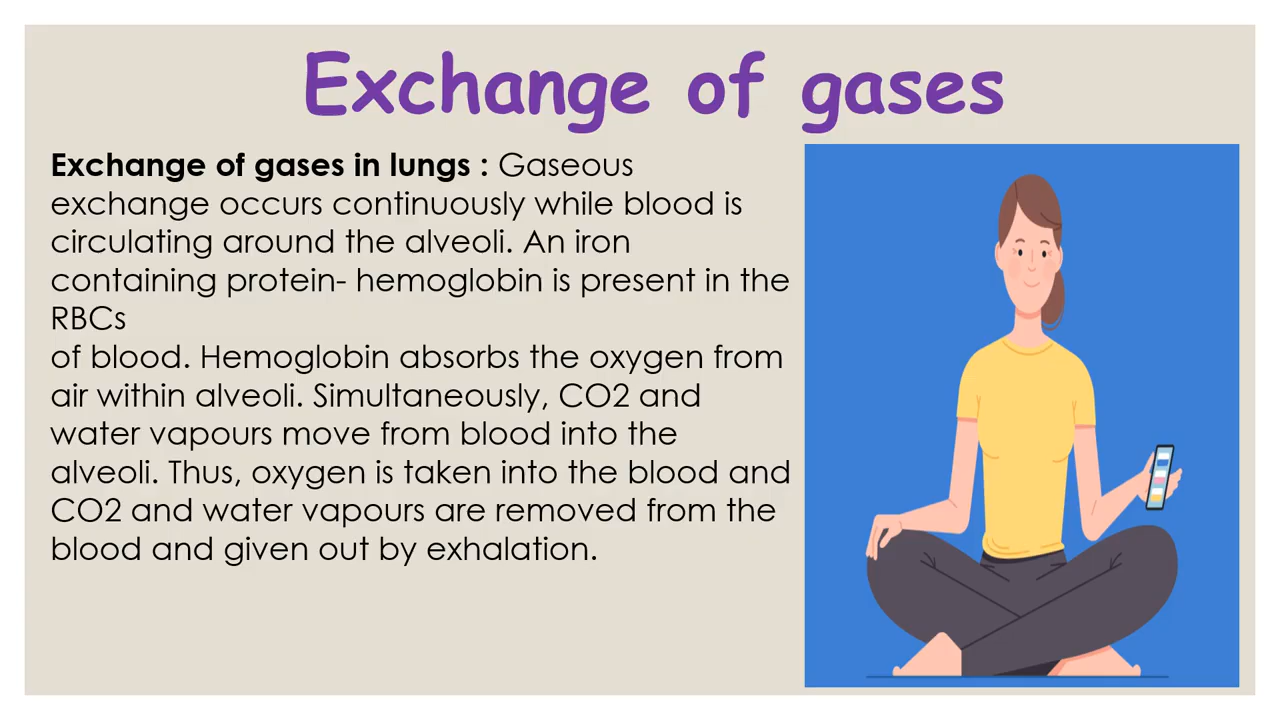 Exchange of gases
Exchange of gases in lungs : Gaseous
exchange occurs continuously while blood is
circulating around the alveoli. An iron
containing protein- hemoglobin is present in the
RBCs
of blood. Hemoglobin absorbs the oxygen from
air within alveoli. Simultaneously, CO2 and
water vapours move from blood into the
alveoli. Thus, oxygen is taken into the blood and
CO2 and water vapours are removed from the
blood and given out by exhalation.